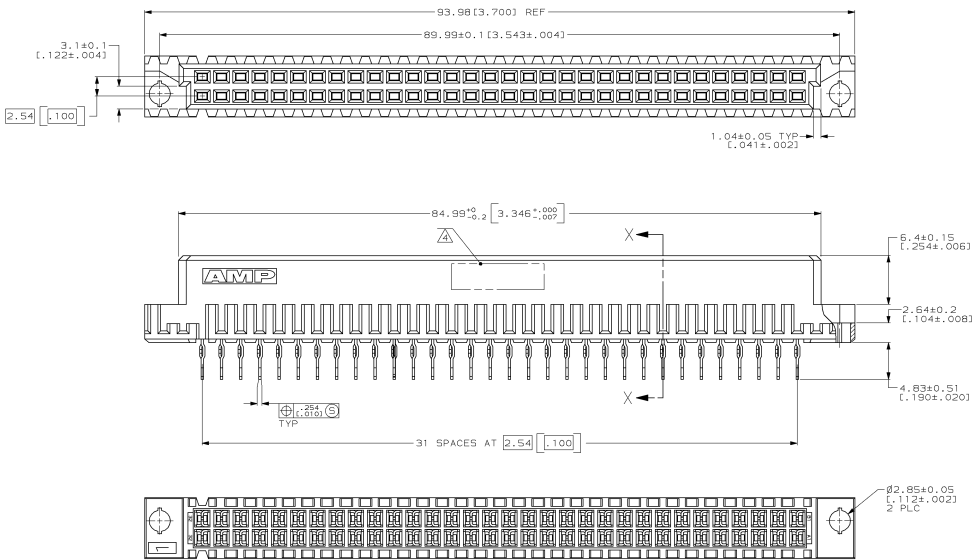 93.98[3.700] REF
89.99±0.1[3.543±.004]
3.1±0.1
[.122±.004]
2.54 [.100]
1.04±0.05 TYP
[.041±.002]
84.99 +0 -0.2 [3.346 +.000 -.007]
4
X
X
6.4±0.15
[.254±.006]
AMP
2.64±0.2
[.104±.008]
4.83±0.51
[.190±.020]
.254
[.010] Ⓢ
TYP
31 SPACES AT 2.54 [.100]
Ø2.85±0.05
[.112±.002]
2 PLC
1